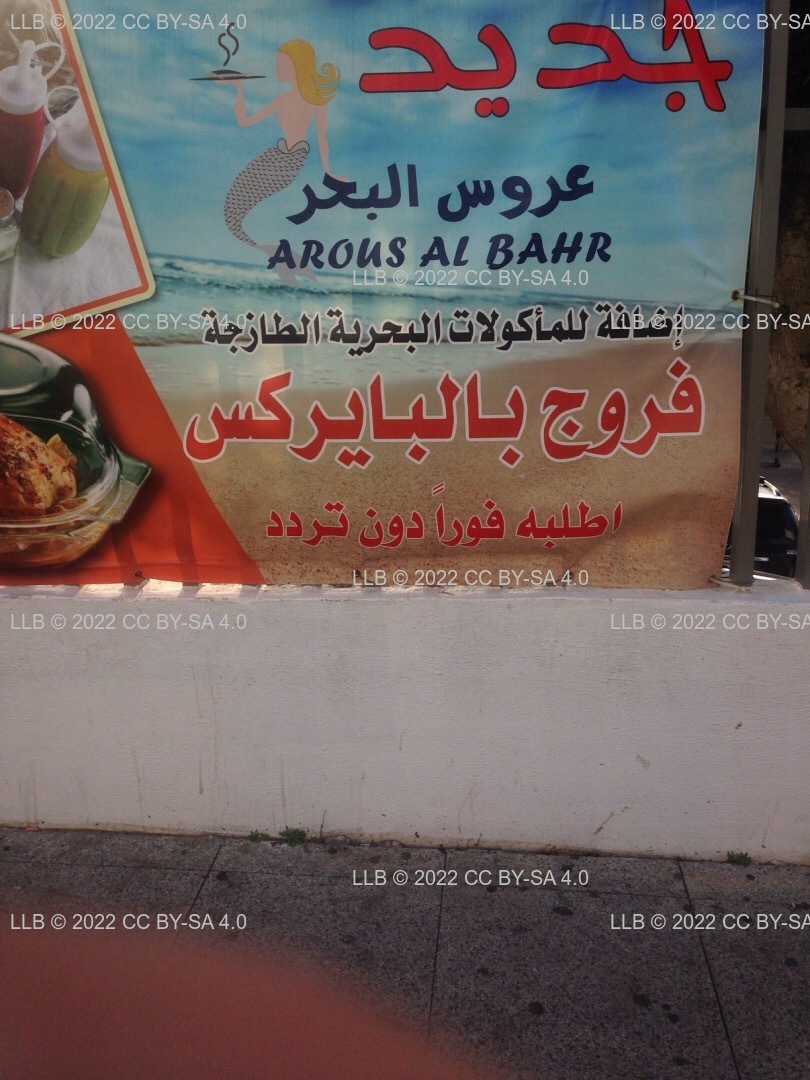 جديد
عروس البحر
AROUS AL BAHR
إضافة للمأكولات البحرية الطازجة
فروج بالبايركس
اطلبه فوراً دون تردد
LLB © 2022 CC BY-SA 4.0